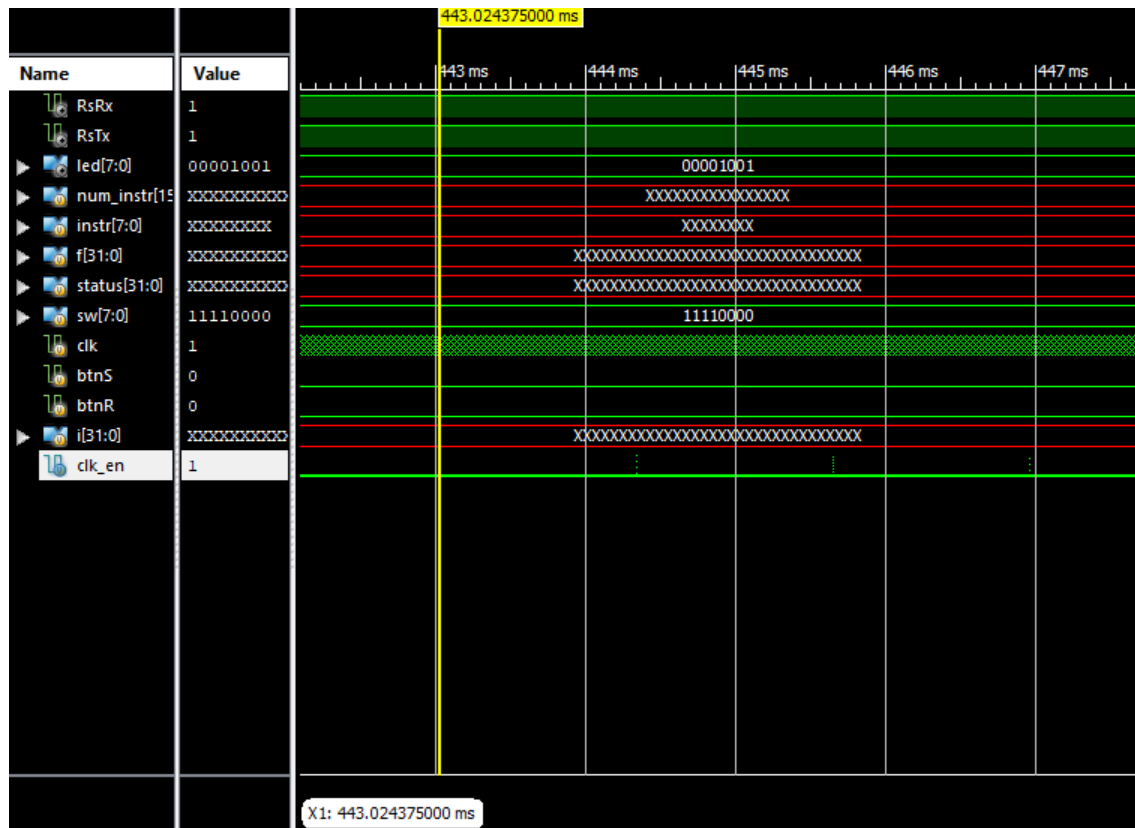 443.024375000 ms
Name Value 443 ms 444 ms 445 ms 446 ms 447 ms
RsRx 1
RsTx 1
led[7:0] 00001001 00001001
num_instr[15 XXXXXXXXXX XXXXXXXXXXXXXXXX
instr[7:0] XXXXXXXX XXXXXXXX
f[31:0] XXXXXXXXXX XXXXXXXXXXXXXXXXXXXXXXXXXXXXXXXX
status[31:0] XXXXXXXXXX XXXXXXXXXXXXXXXXXXXXXXXXXXXXXXXX
sw[7:0] 11110000 11110000
clk 1
btnS 0
btnR 0
i[31:0] XXXXXXXXXX XXXXXXXXXXXXXXXXXXXXXXXXXXXXXXXX
clk_en 1
X1: 443.024375000 ms